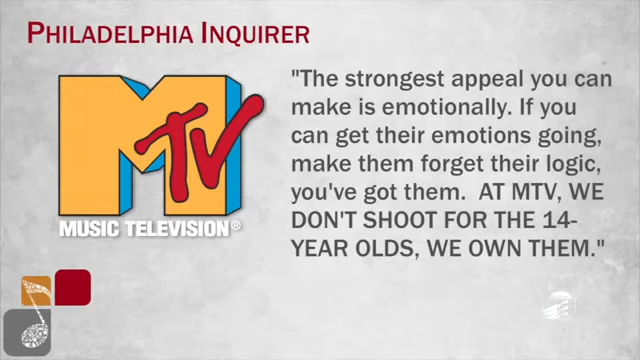 PHILADELPHIA INQUIRER
"The strongest appeal you can
make is emotionally. If you
can get their emotions going,
make them forget their logic,
you've got them.  AT MTV, WE
DON'T SHOOT FOR THE 14-
YEAR OLDS, WE OWN THEM."
MTV
MUSIC TELEVISION®